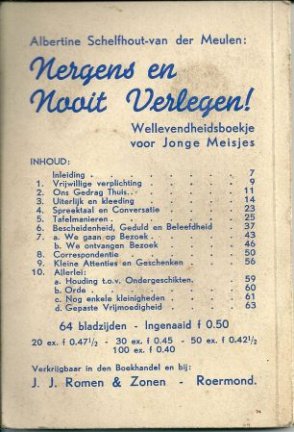 Albertine Schelfhout-van der Meulen:
Nergens en
Nooit Verlegen!
Wellevendheidsboekje
voor Jonge Meisjes
INHOUD:
Inleiding . . . . . . . 7
1. Vrijwillige verplichting . . . . 9
2. Ons Gedrag Thuis. . . . . 11
3. Uiterlijk en kleeding . . . . 14
4. Spreektaal en Conversatie . . . 23
5. Tafelmanieren . . . . . 25
6. Bescheidenheid, Geduld en Beleefdheid 37
7. a. We gaan op Bezoek . . . . 43
b. We ontvangen Bezoek . . . 46
8. Correspondentie . . . . . 50
9. Kleine Attenties en Geschenken . . 56
10. Allerlei:
a. Houding t.o.v. Ondergeschikten. . 59
b. Orde . . . . . . 60
c. Nog enkele kleinigheden . . . 61
d. Gepaste Vrijmoedigheid . . . 63
64 bladzijden - Ingenaaid f 0.50
20 ex. f 0.47½ - 30 ex. f 0.45 - 50 ex. f 0.42½
100 ex. f 0.40
Verkrijgbaar in den Boekhandel en bij:
J. J. Romen & Zonen - Roermond.